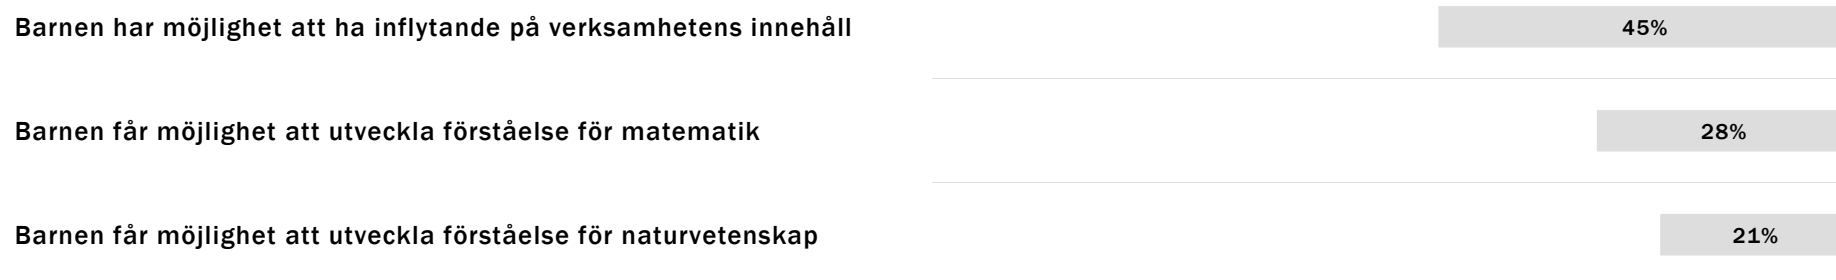 Barnen har möjlighet att ha inflytande på verksamhetens innehåll 45%
Barnen får möjlighet att utveckla förståelse för matematik 28%
Barnen får möjlighet att utveckla förståelse för naturvetenskap 21%